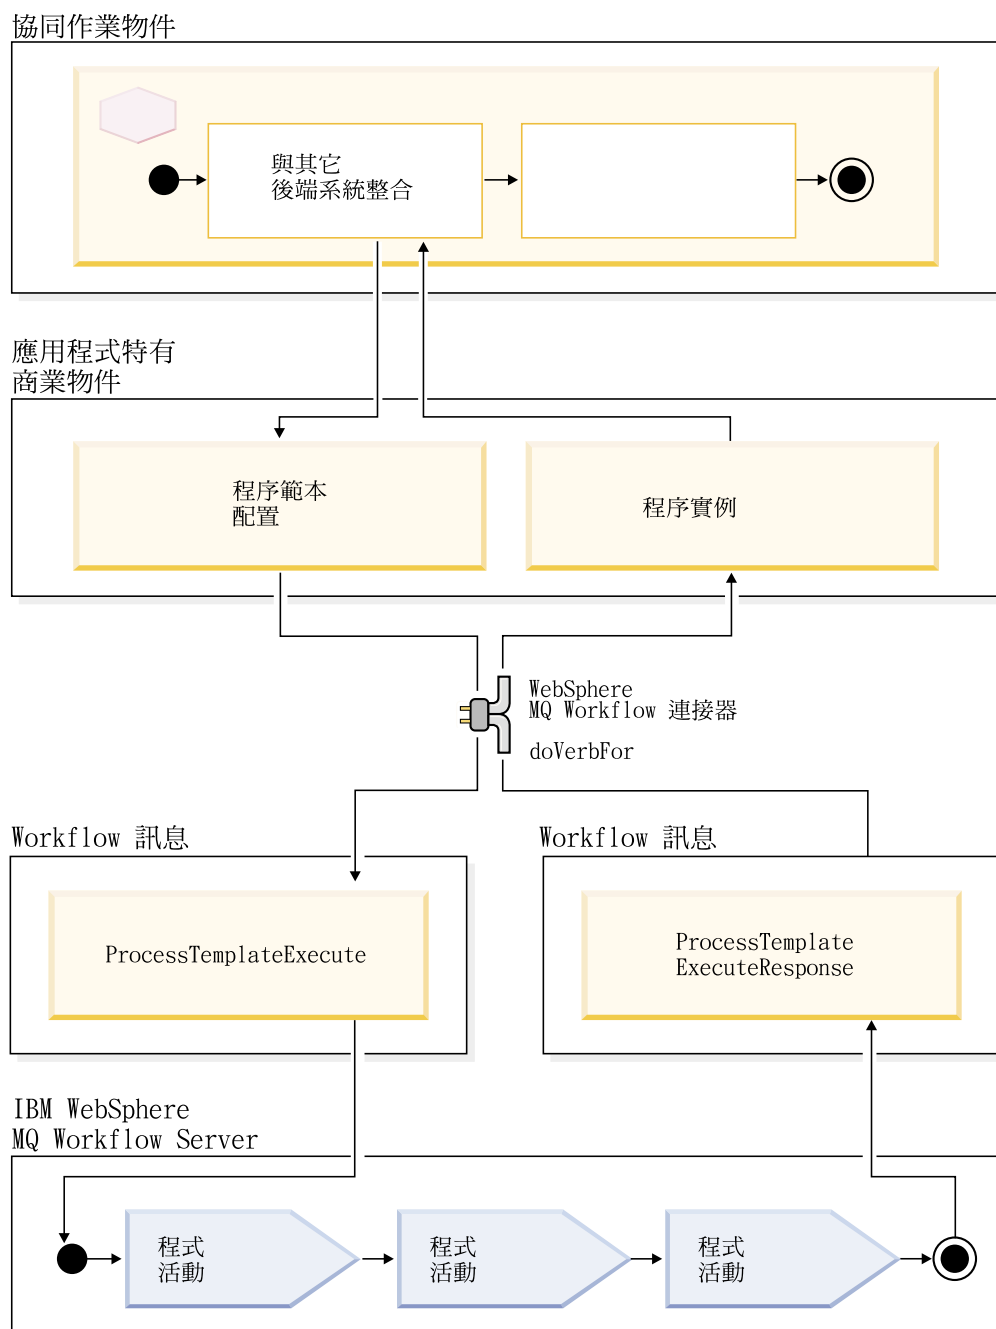 協同作業物件
與其它
後端系統整合
應用程式特有
商業物件
程序範本
配置
程序實例
WebSphere
MQ Workflow 連接器
doVerbFor
Workflow 訊息
Workflow 訊息
ProcessTemplateExecute
ProcessTemplate
ExecuteResponse
IBM WebSphere
MQ Workflow Server
程式
活動
程式
活動
程式
活動